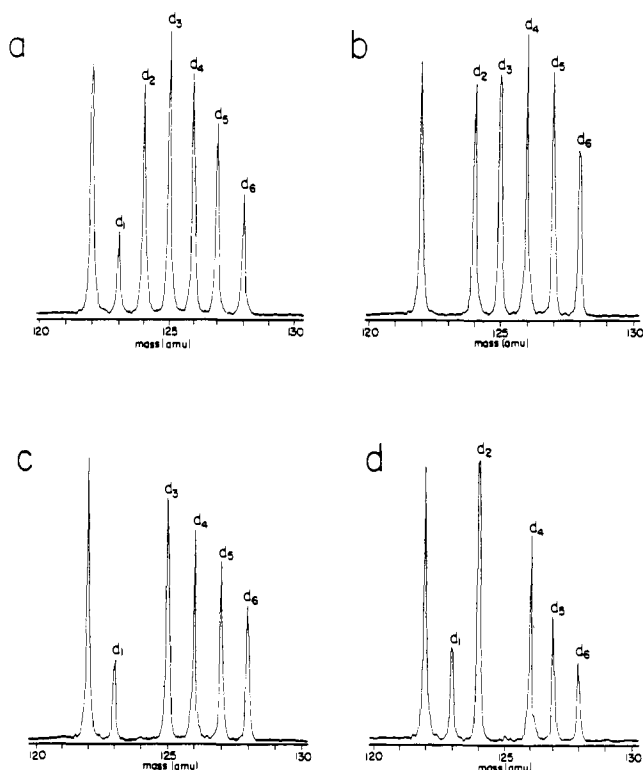 a
d₁
d₂
d₃
d₄
d₅
d₆
120
125
130
mass (amu)
b
d₂
d₃
d₄
d₅
d₆
120
125
130
mass (amu)
c
d₁
d₃
d₄
d₅
d₆
120
125
130
mass (amu)
d
d₁
d₂
d₄
d₅
d₆
120
125
130
mass (amu)